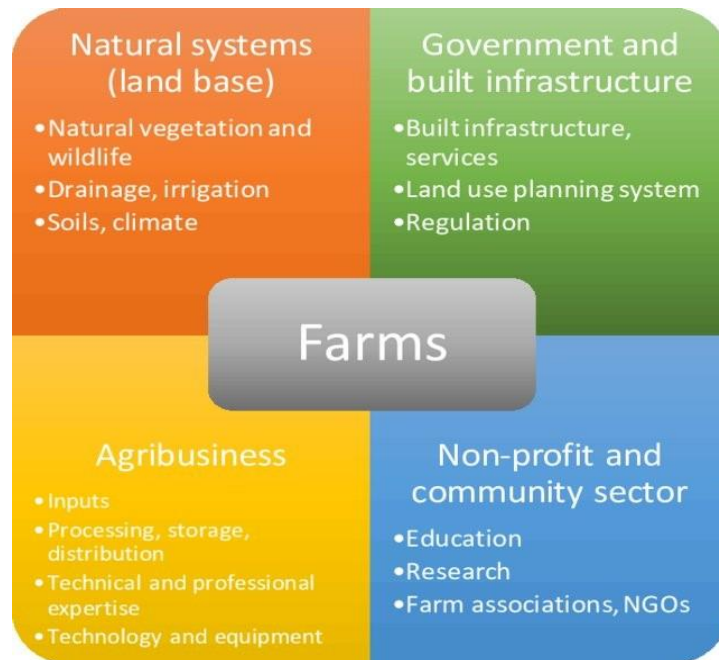 Natural systems
(land base)
•Natural vegetation and
wildlife
•Drainage, irrigation
•Soils, climate
Government and
built infrastructure
•Built infrastructure,
services
•Land use planning system
•Regulation
Farms
Agribusiness
•Inputs
•Processing, storage,
distribution
•Technical and professional
expertise
•Technology and equipment
Non-profit and
community sector
•Education
•Research
•Farm associations, NGOs